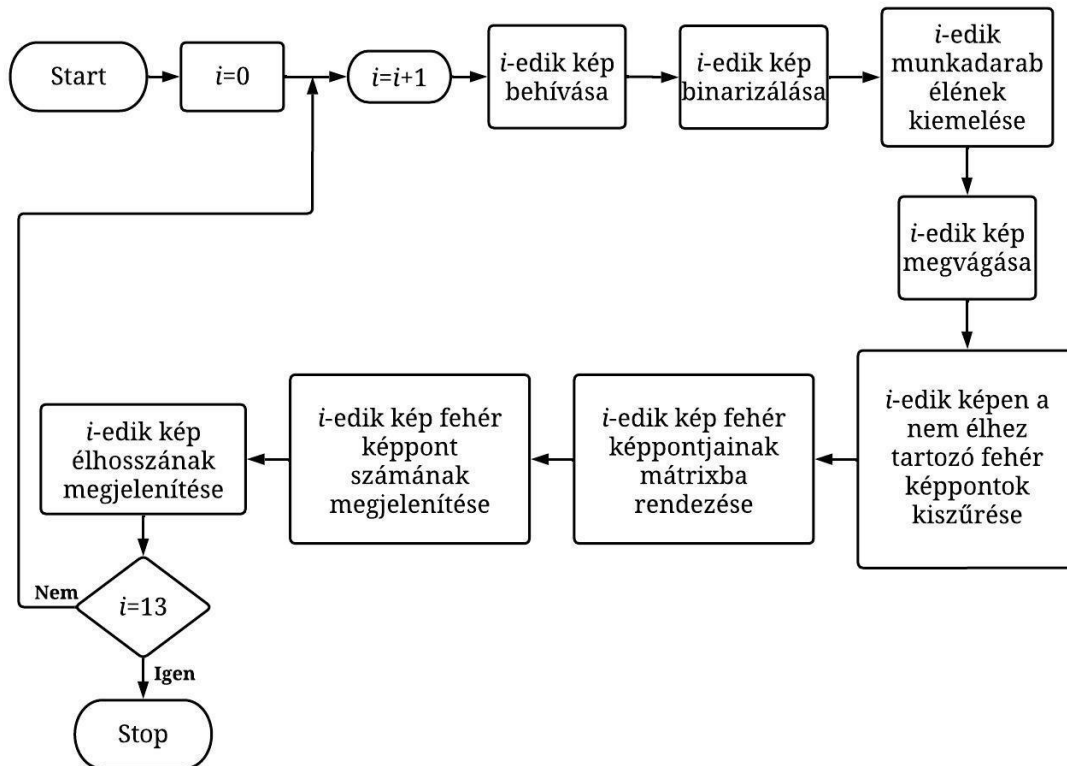 Start
i=0
i=i+1
i-edik kép
behívása
i-edik kép
binarizálása
i-edik
munkadarab
élének
kiemelése
i-edik kép
megvágása
i-edik képen a
nem élhez
tartozó fehér
képpontok
kiszűrése
i-edik kép fehér
képpontjainak
mátrixba
rendezése
i-edik kép fehér
képpont
számának
megjelenítése
i-edik kép
élhosszának
megjelenítése
i=13
Nem
Igen
Stop